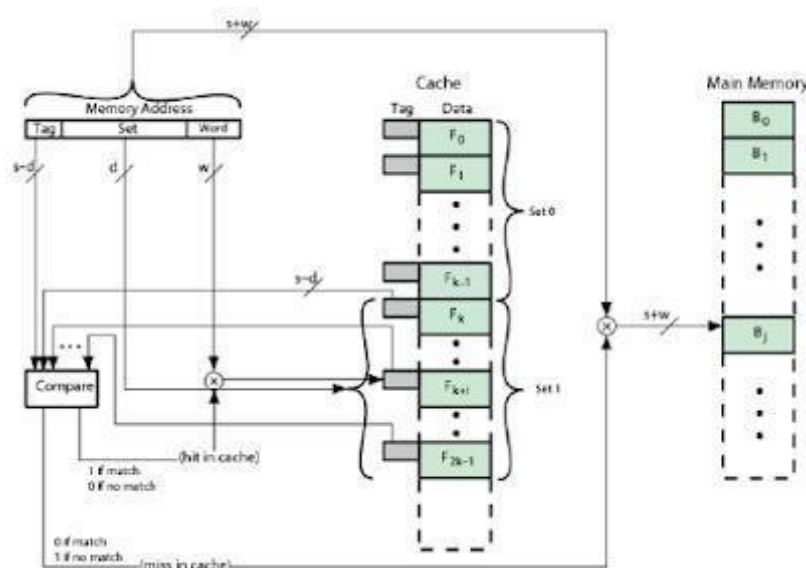 s+w
Cache
Main Memory
Memory Address
Tag Data
Tag Set Word
F0
B0
s–d
d
w
F1
B1
Set 0
s–d
Fk–1
Fk
s+w
Bj
Compare
Fk+i
Set 1
(hit in cache)
1 if match
0 if no match
F2k–1
0 if match
1 if no match
(miss in cache)